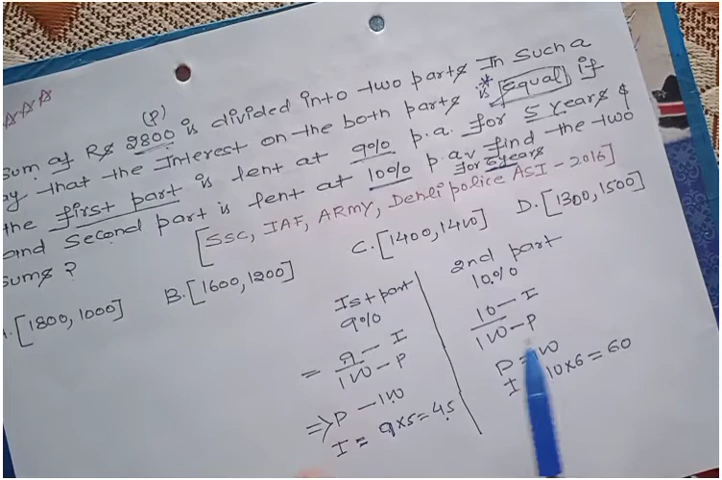 AAA
(P)
Sum of Rs 2800 is divided into two parts In such a
that the Interest on the both parts is * equal if
the first part is lent at 9% p.a. for 5 years &
and second part is lent at 10% p.a for 6 years find the two
sums ?
[SSC, IAF, ARMY, Dehli police ASI - 2016]
[1800, 1000] B. [1600, 1200] C. [1400, 1400] D. [1300, 1500]
Ist part
9%
= 9 - I
100 - P
⇒ P - 100
I = 9×5 = 45
2nd part
10%
10 - I
100 - P
P = 100
I 10×6 = 60